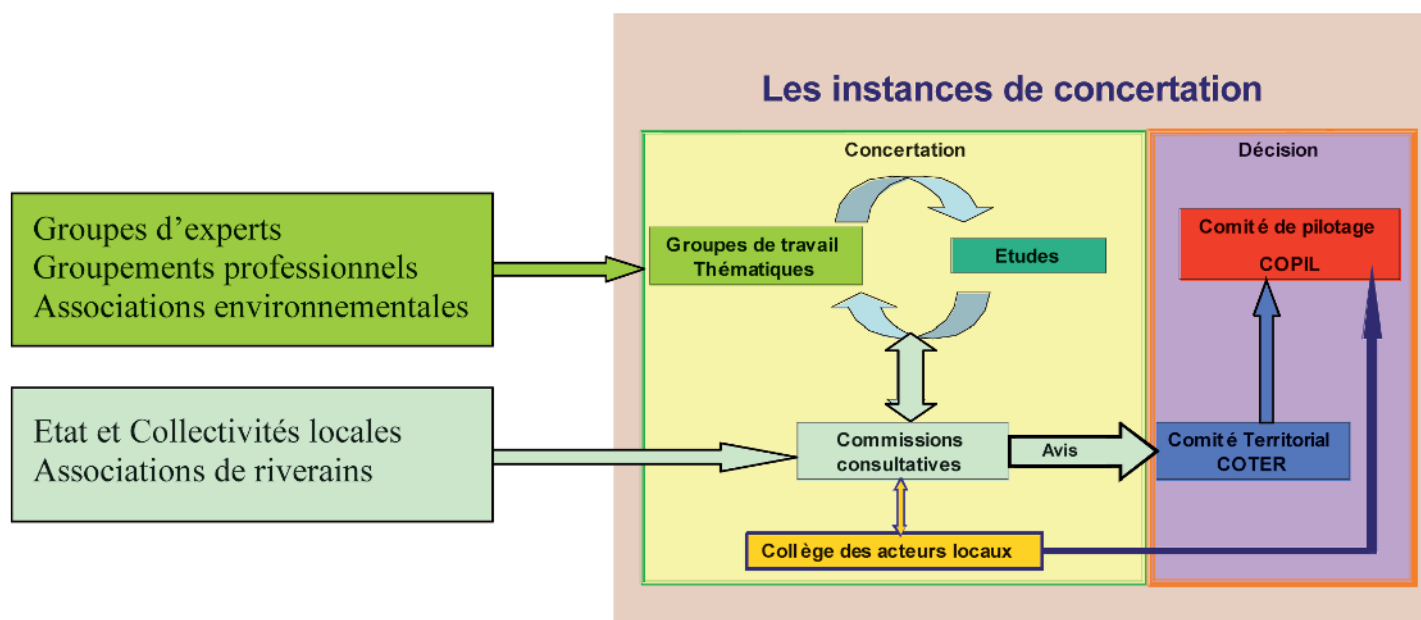 Les instances de concertation
Concertation
Décision
Groupes d'experts
Groupements professionnels
Associations environnementales
Groupes de travail
Thématiques
Etudes
Comité de pilotage
COPIL
Etat et Collectivités locales
Associations de riverains
Commissions
consultatives
Avis
Comité Territorial
COTER
Collège des acteurs locaux